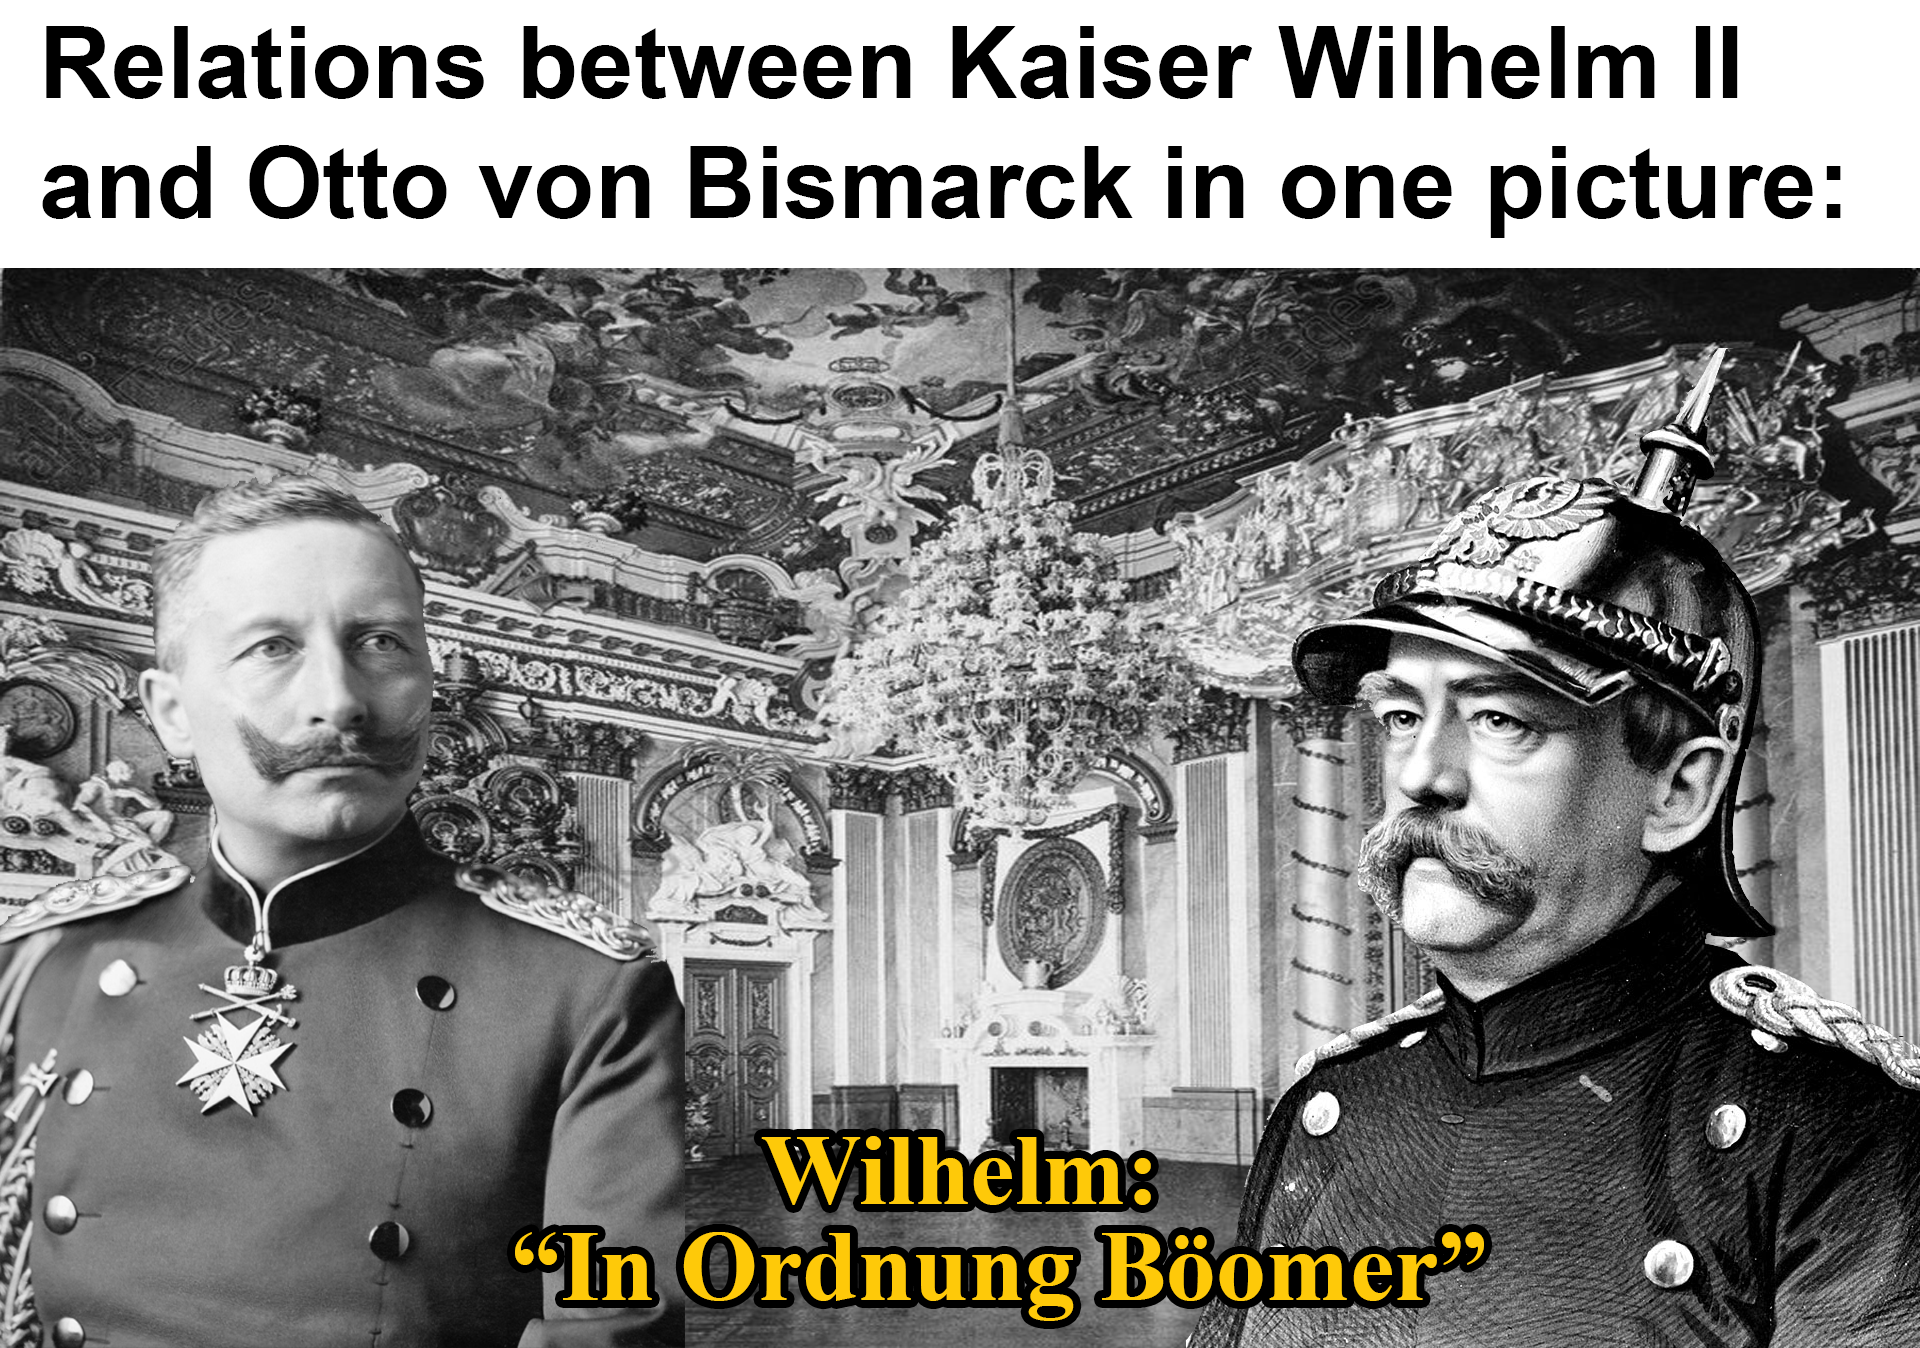 Relations between Kaiser Wilhelm II
and Otto von Bismarck in one picture:
Wilhelm:
“In Ordnung Böomer”